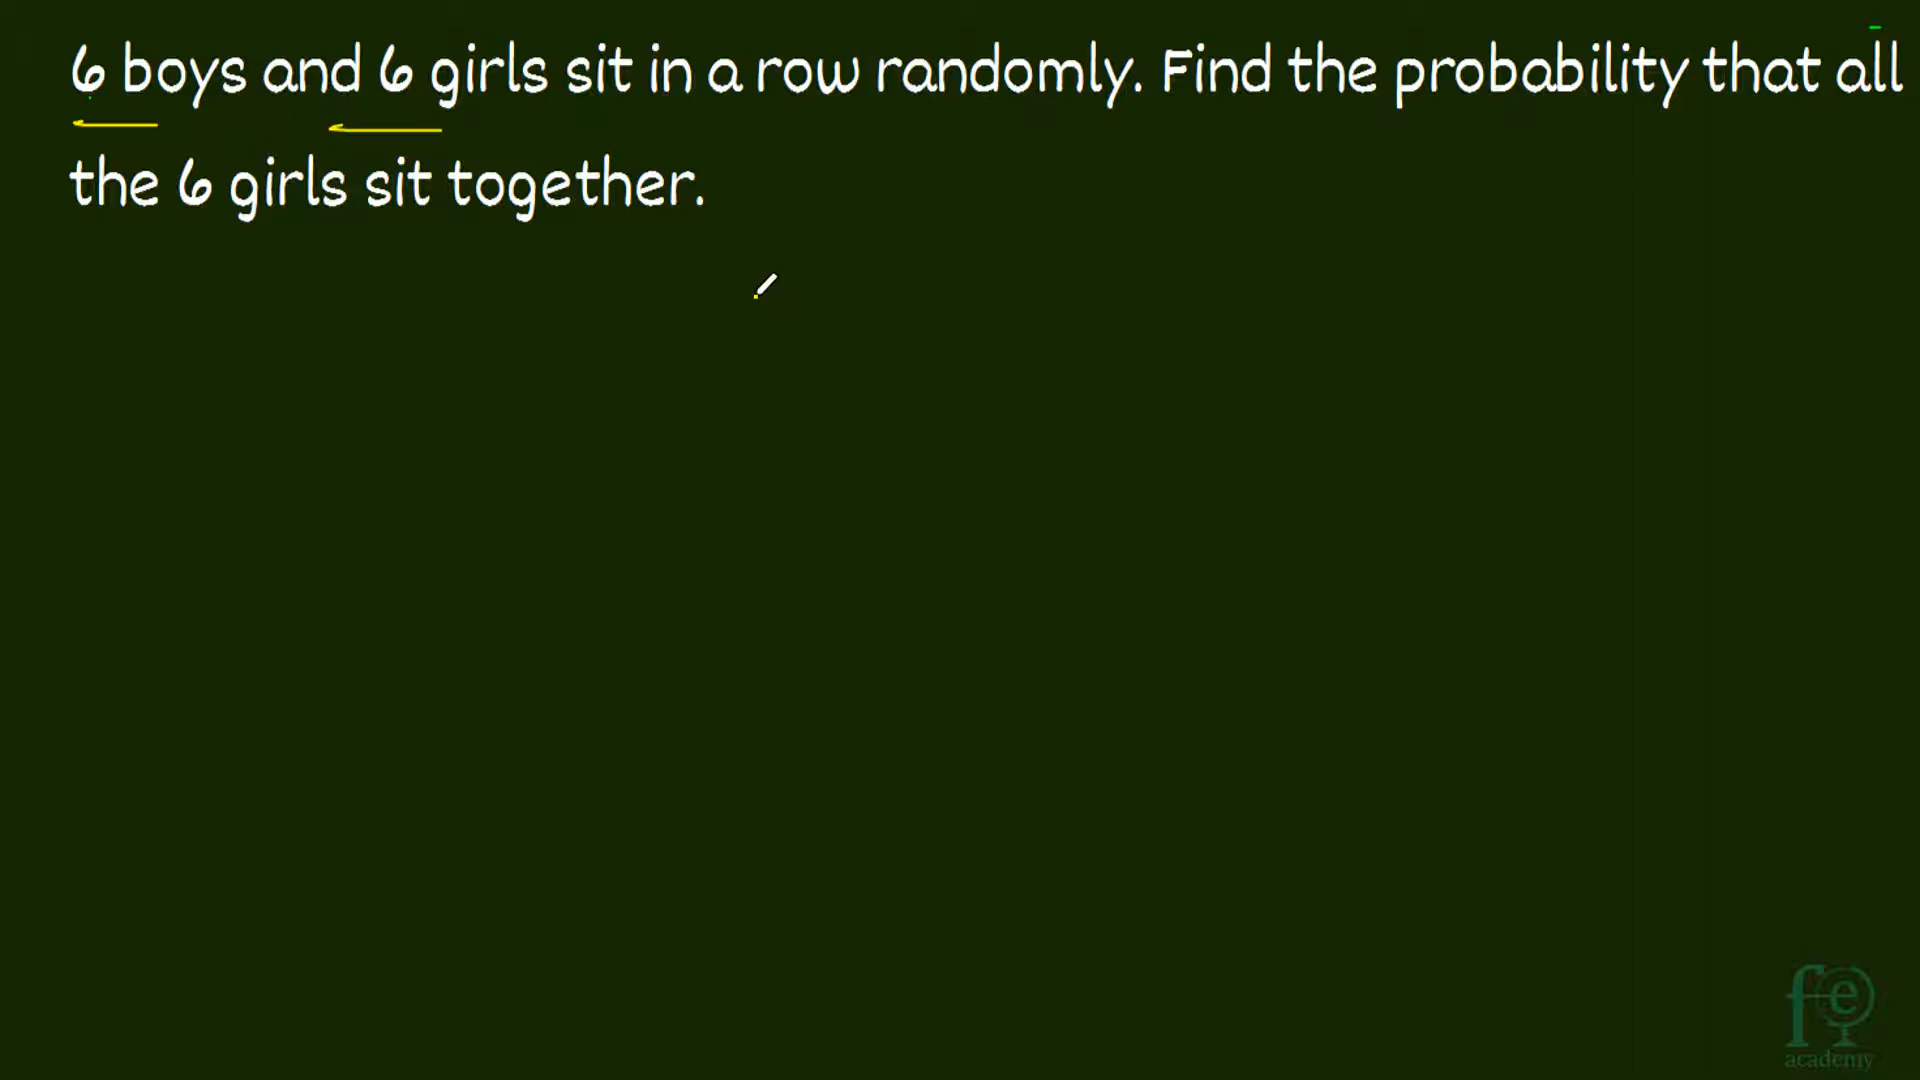 6 boys and 6 girls sit in a row randomly. Find the probability that all
the 6 girls sit together.
fe
academy